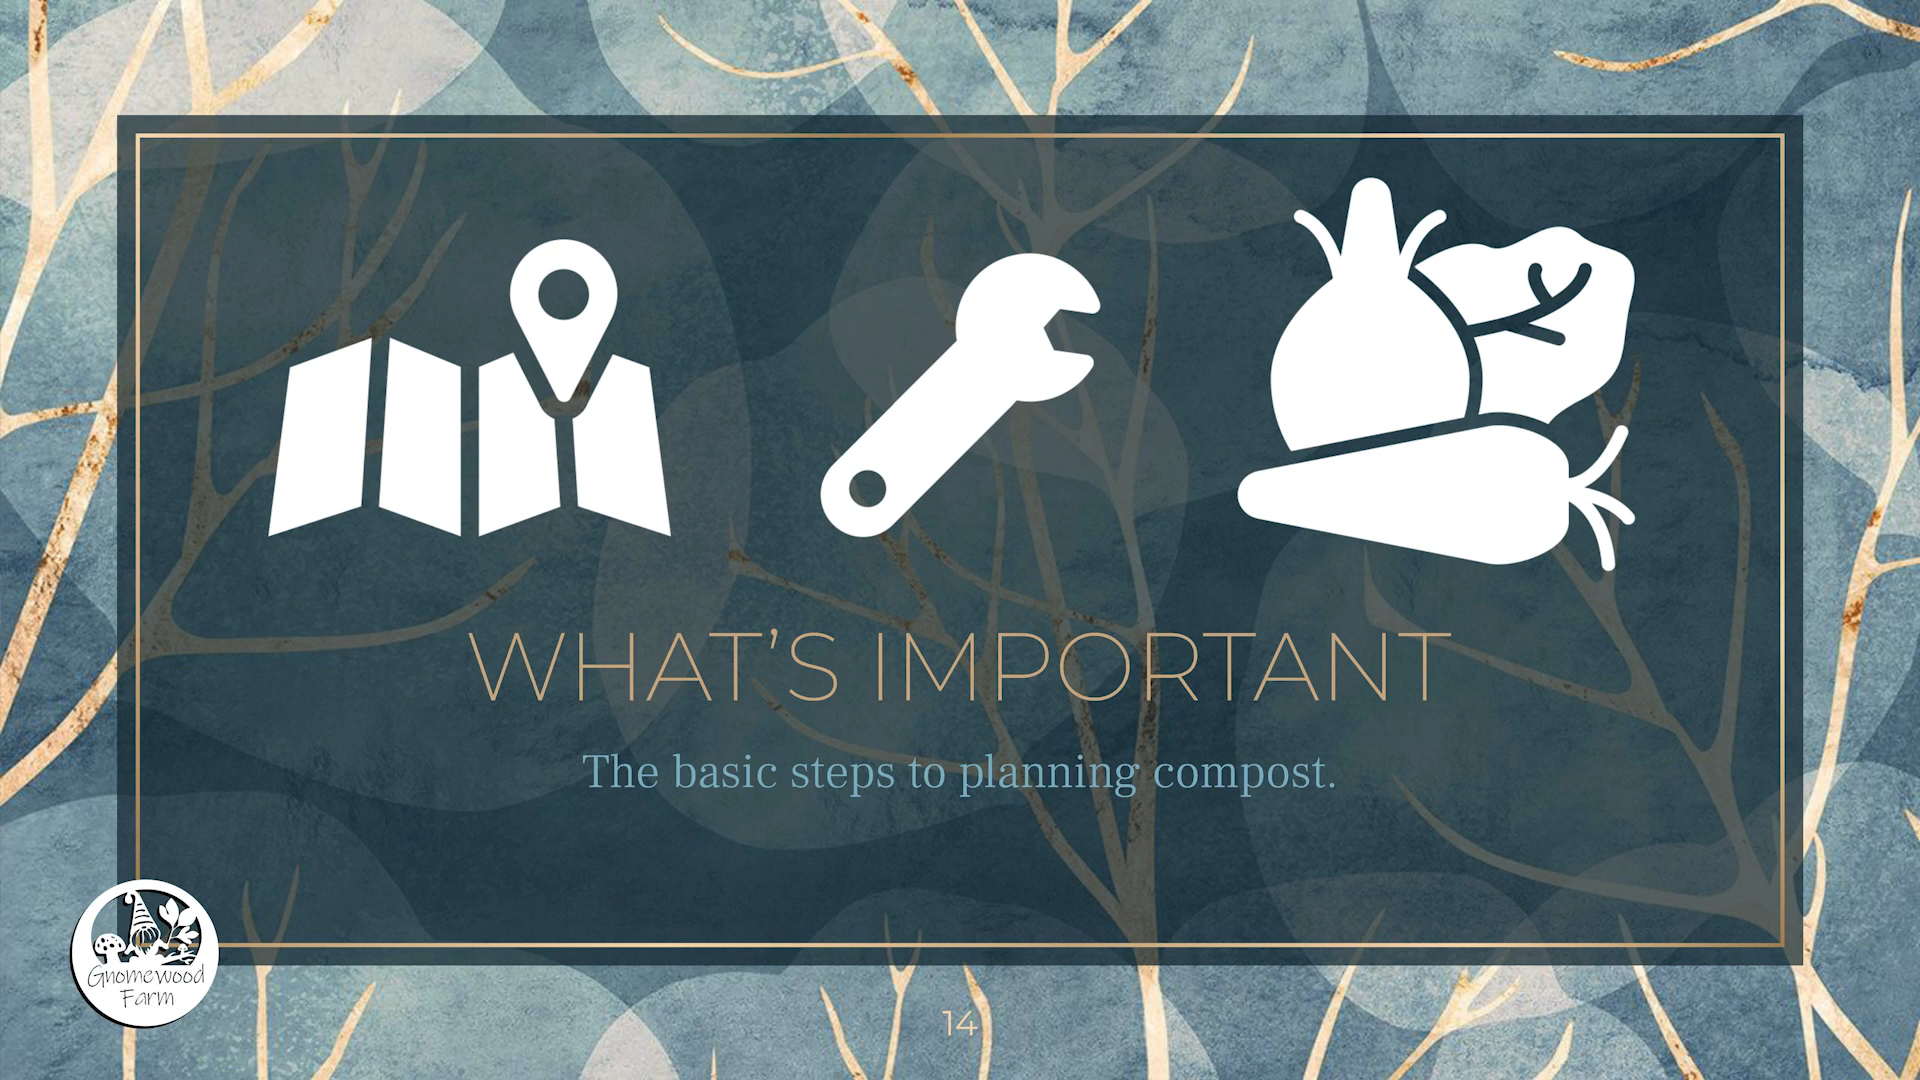 WHAT’S IMPORTANT
The basic steps to planning compost.
Gnomewood
Farm
14